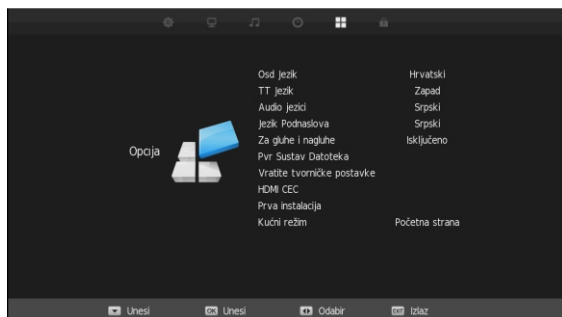 Osd Jezik Hrvatski
TT Jezik Zapad
Audio jezici Srpski
Jezik Podnaslova Srpski
Za gluhe i nagluhe Isključeno
Opcija
Pvr Sustav Datoteka
Vratite tvorničke postavke
HDMI CEC
Prva instalacija
Kućni režim Početna strana
Unesi OK Unesi Odabir EXIT Izlaz